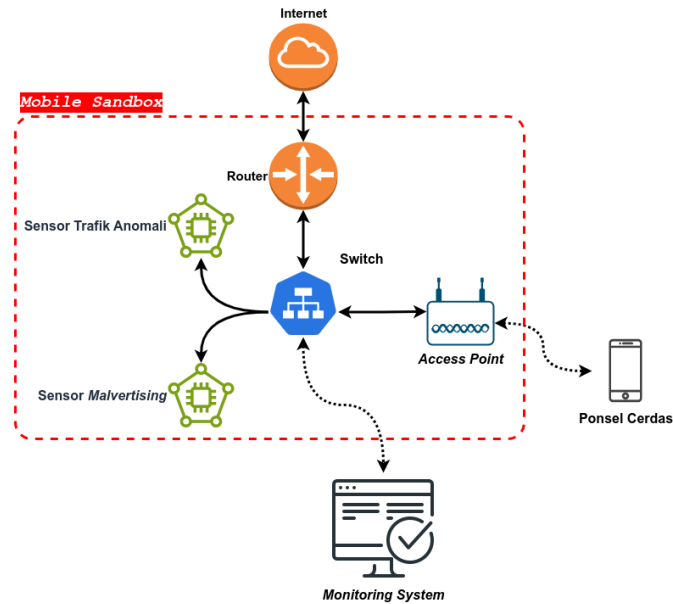 Internet
Mobile Sandbox
Router
Sensor Trafik Anomali
Switch
Access Point
Sensor Malvertising
Ponsel Cerdas
Monitoring System